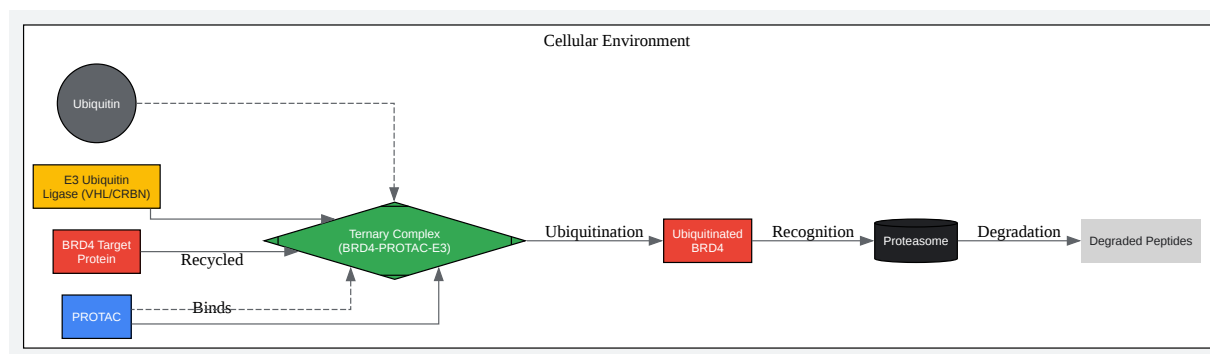 Cellular Environment
Ubiquitin
E3 Ubiquitin
Ligase (VHL/CRBN)
BRD4 Target
Protein
Recycled
PROTAC
Binds
Ternary Complex
(BRD4-PROTAC-E3)
Ubiquitination
Ubiquitinated
BRD4
Recognition
Proteasome
Degradation
Degraded Peptides